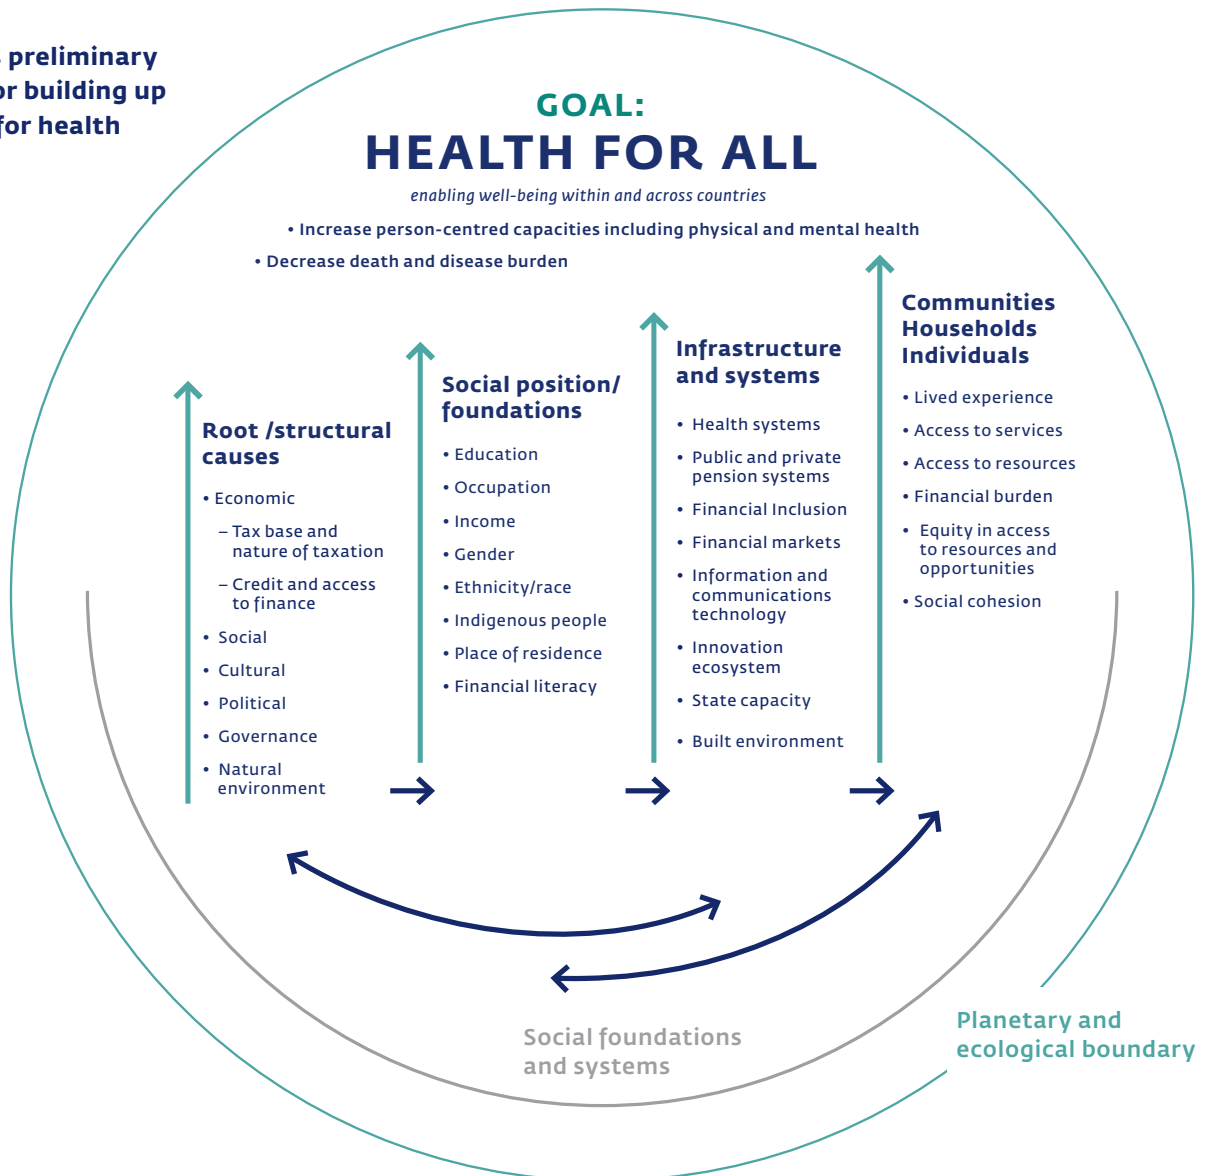 preliminary
or building up
for health
GOAL:
HEALTH FOR ALL
enabling well-being within and across countries
• Increase person-centred capacities including physical and mental health
• Decrease death and disease burden
Root /structural
causes
• Economic
– Tax base and
nature of taxation
– Credit and access
to finance
• Social
• Cultural
• Political
• Governance
• Natural
environment
Social position/
foundations
• Education
• Occupation
• Income
• Gender
• Ethnicity/race
• Indigenous people
• Place of residence
• Financial literacy
Infrastructure
and systems
• Health systems
• Public and private
pension systems
• Financial Inclusion
• Financial markets
• Information and
communications
technology
• Innovation
ecosystem
• State capacity
• Built environment
Communities
Households
Individuals
• Lived experience
• Access to services
• Access to resources
• Financial burden
• Equity in access
to resources and
opportunities
• Social cohesion
Social foundations
and systems
Planetary and
ecological boundary